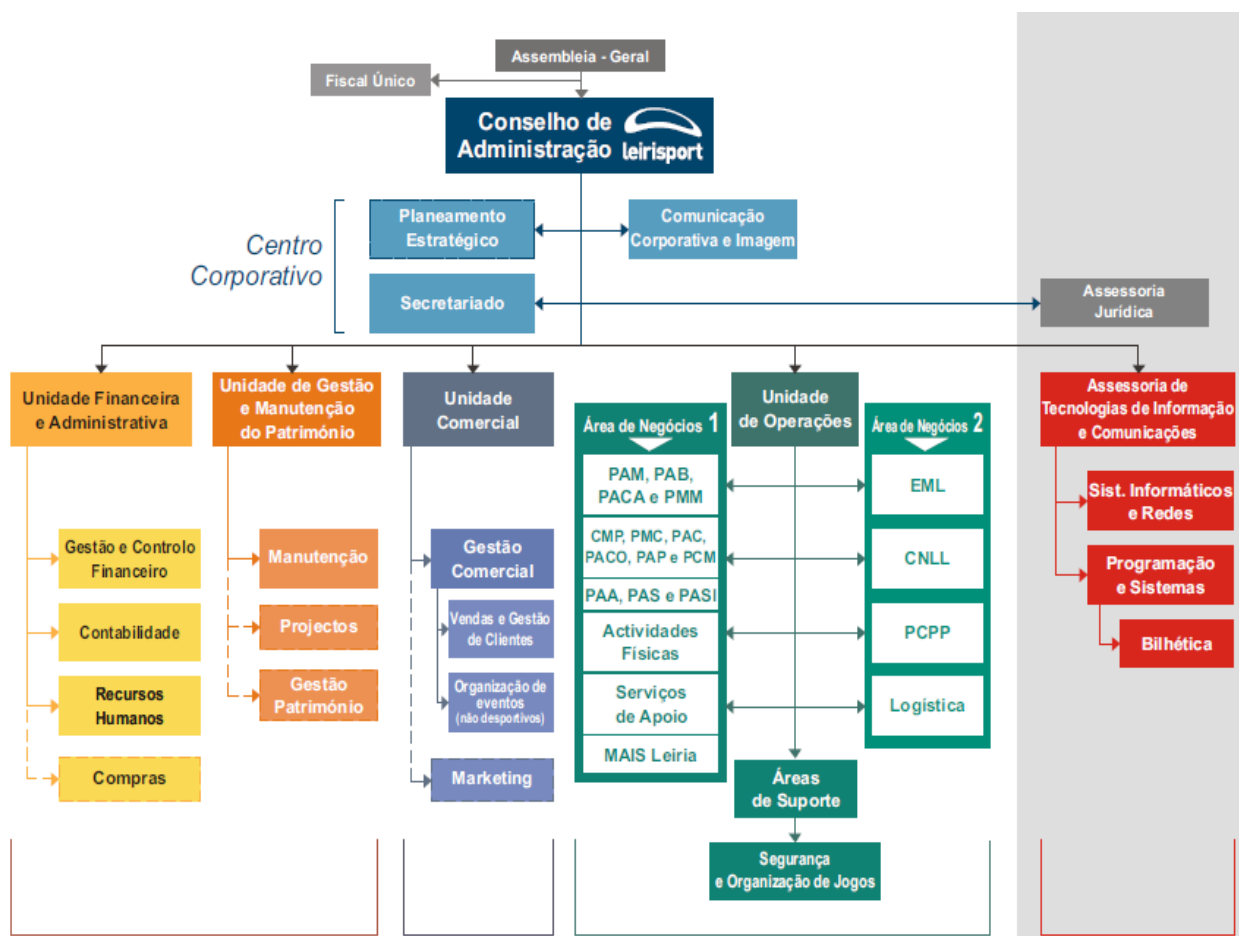 Assembleia - Geral
Fiscal Único
Conselho de
Administração leirisport
Centro
Corporativo
Planeamento
Estratégico
Comunicação
Corporativa e Imagem
Secretariado
Assessoria
Jurídica
Unidade Financeira
e Administrativa
Gestão e Controlo
Financeiro
Contabilidade
Recursos
Humanos
Compras
Unidade de Gestão
e Manutenção
do Património
Manutenção
Projectos
Gestão
Património
Unidade
Comercial
Gestão
Comercial
Vendas e Gestão
de Clientes
Organização de
eventos
(não desportivos)
Marketing
Unidade
de Operações
Área de Negócios 1
PAM, PAB,
PACA e PMM
CMP, PMC, PAC,
PACO, PAP e PCM
PAA, PAS e PASI
Actividades
Físicas
Serviços
de Apoio
MAIS Leiria
Área de Negócios 2
EML
CNLL
PCPP
Logística
Áreas
de Suporte
Segurança
e Organização de Jogos
Assessoria de
Tecnologias de Informação
e Comunicações
Sist. Informáticos
e Redes
Programação
e Sistemas
Bilhética